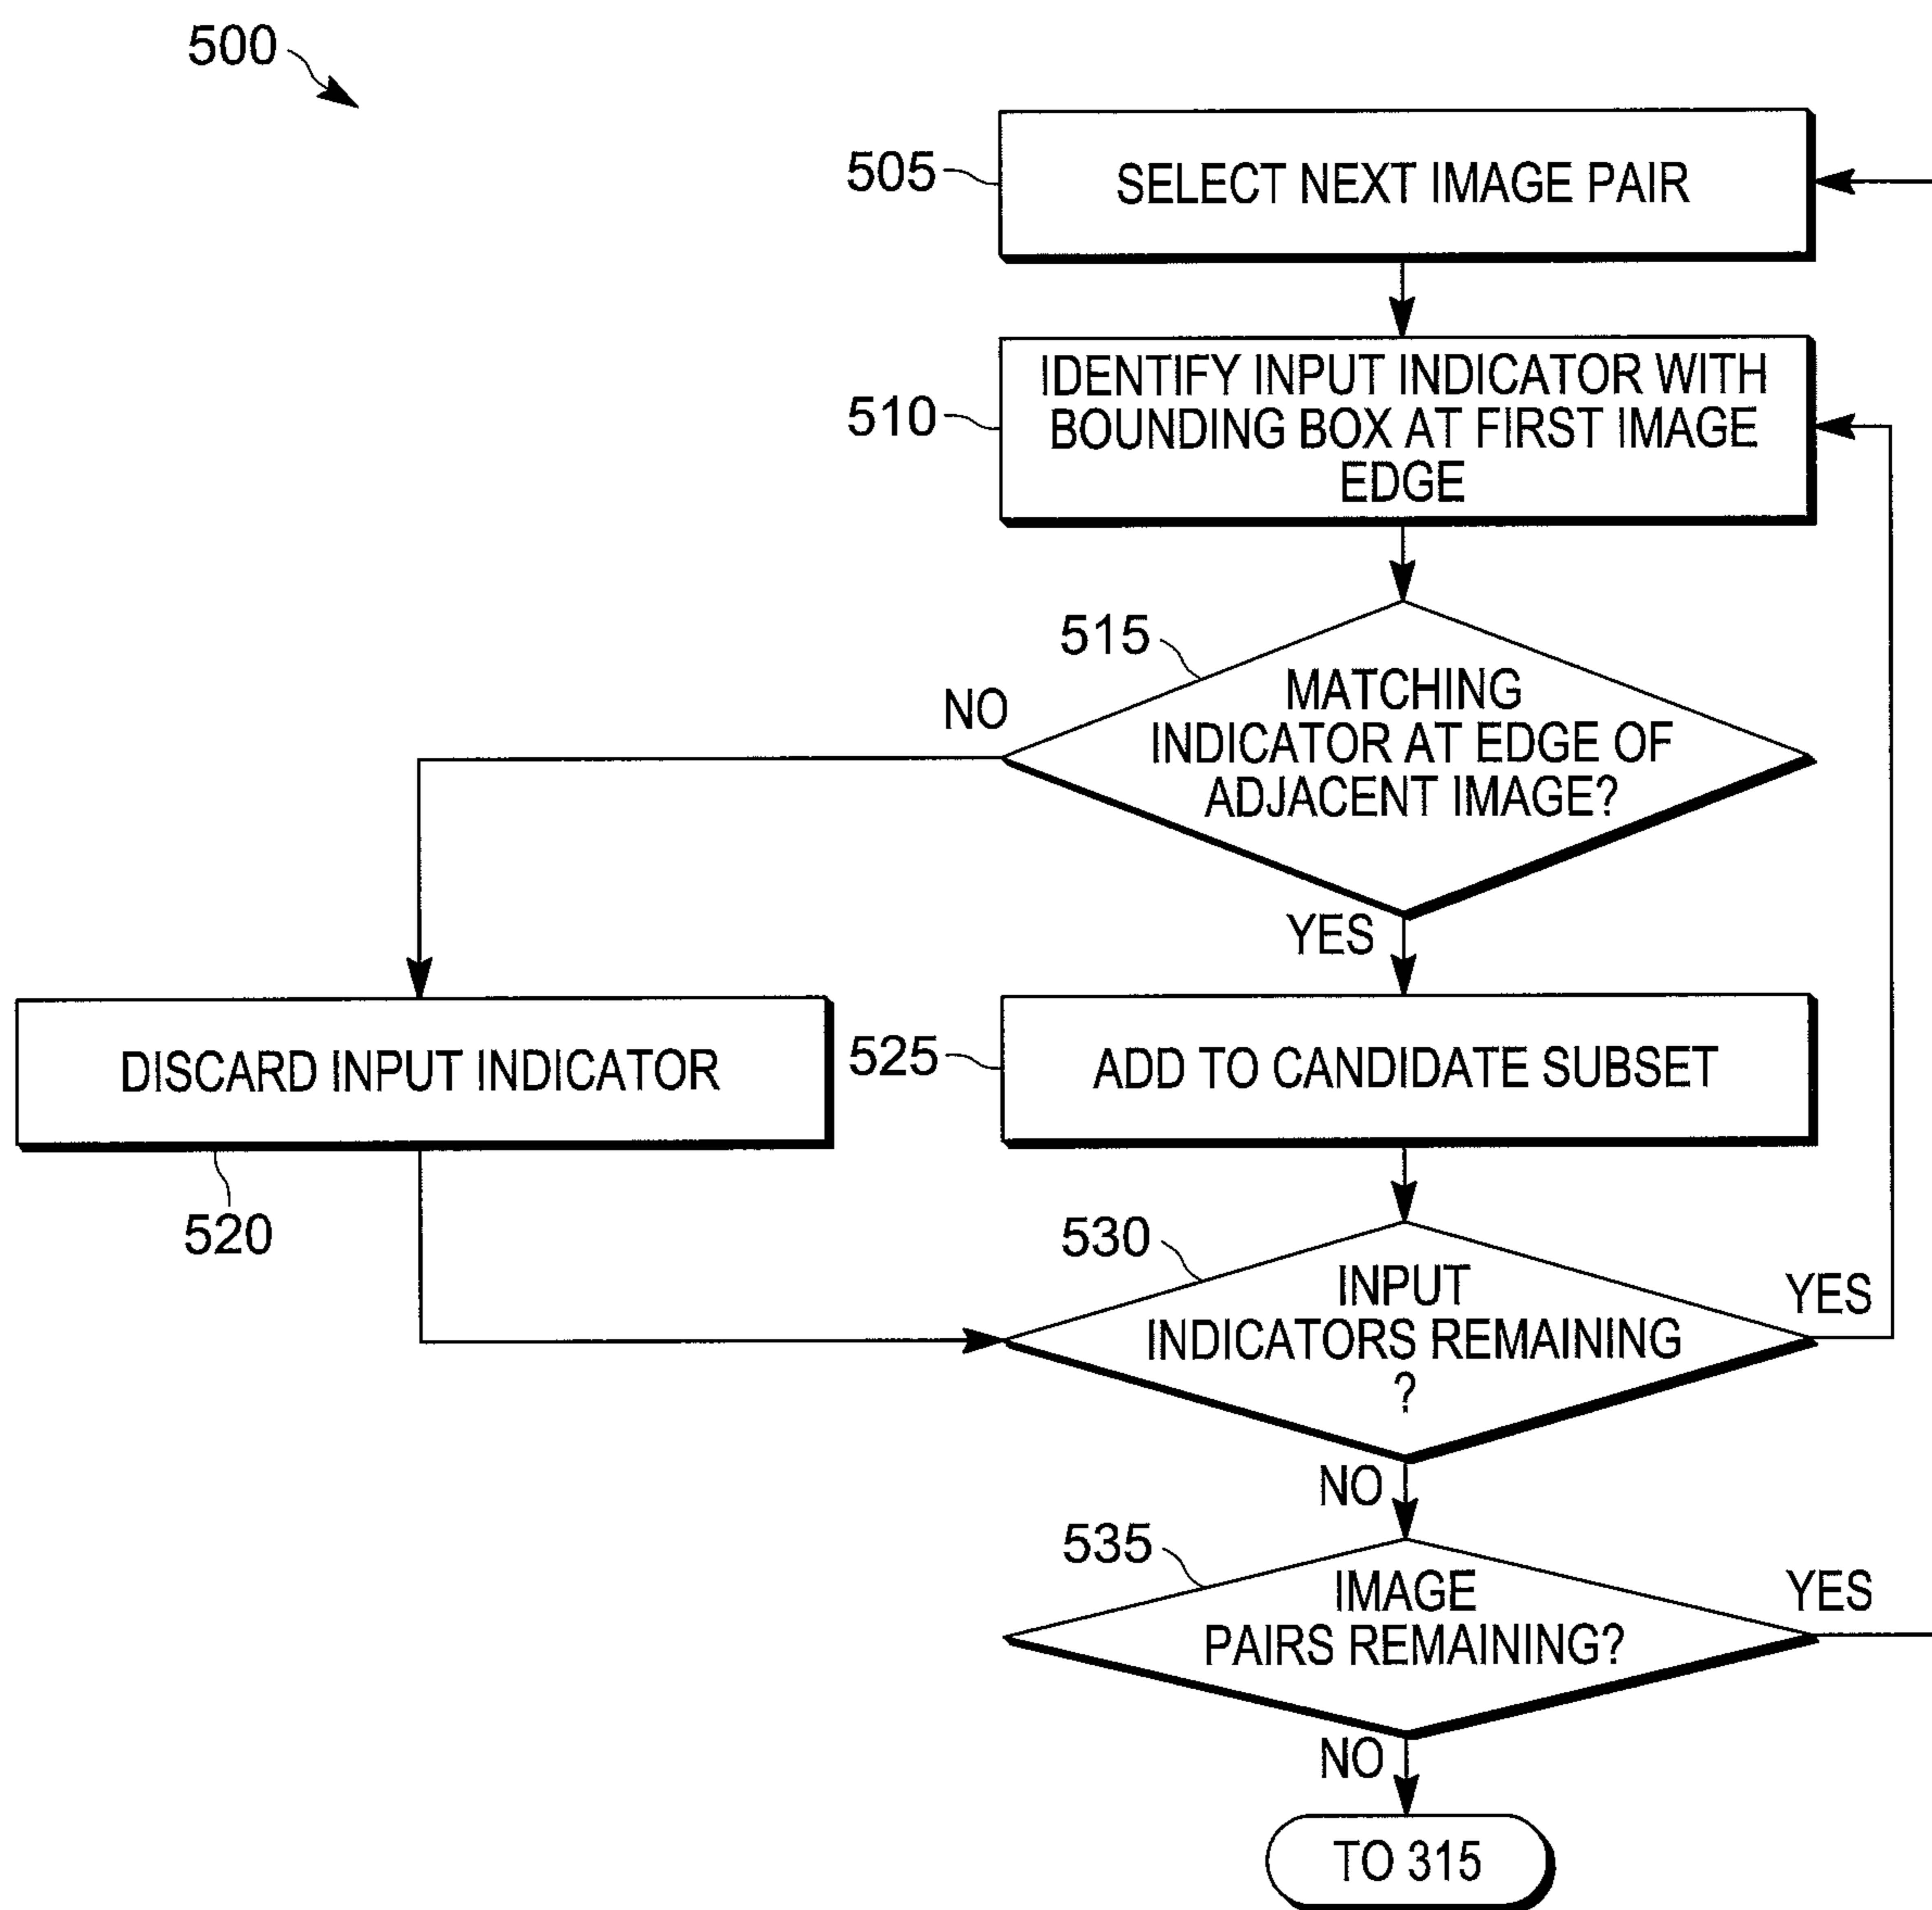 500
505
SELECT NEXT IMAGE PAIR
510
IDENTIFY INPUT INDICATOR WITH
BOUNDING BOX AT FIRST IMAGE
EDGE
515
MATCHING
INDICATOR AT EDGE OF
ADJACENT IMAGE?
NO
YES
DISCARD INPUT INDICATOR
520
525
ADD TO CANDIDATE SUBSET
530
INPUT
INDICATORS REMAINING
?
YES
NO
535
IMAGE
PAIRS REMAINING?
YES
NO
TO 315